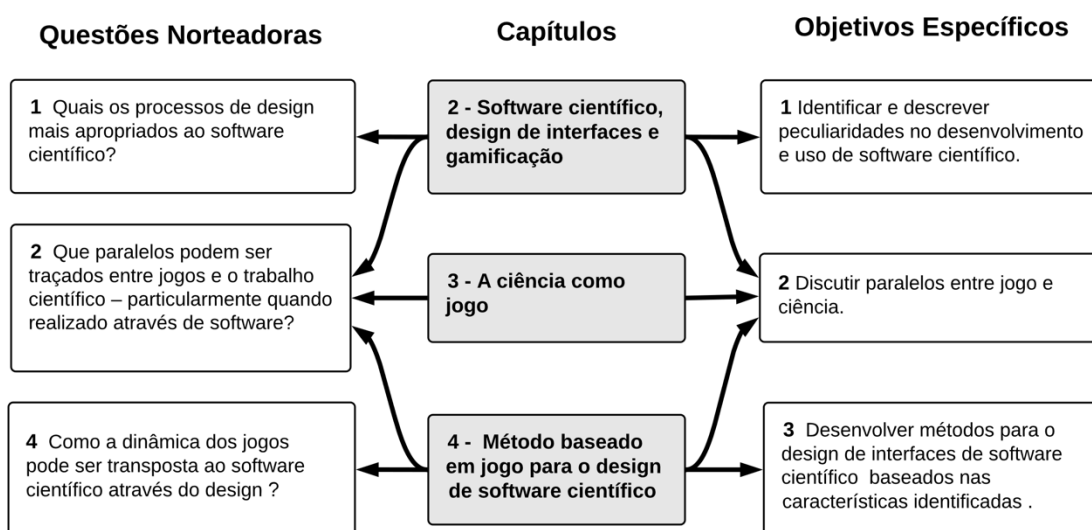 Questões Norteadoras
Capítulos
Objetivos Específicos
1 Quais os processos de design
mais apropriados ao software
científico?
2 - Software científico,
design de interfaces e
gamificação
1 Identificar e descrever
peculiaridades no desenvolvimento
e uso de software científico.
2 Que paralelos podem ser
traçados entre jogos e o trabalho
científico – particularmente quando
realizado através de software?
3 - A ciência como
jogo
2 Discutir paralelos entre jogo e
ciência.
4 Como a dinâmica dos jogos
pode ser transposta ao software
científico através do design ?
4 - Método baseado
em jogo para o design
de software científico
3 Desenvolver métodos para o
design de interfaces de software
científico baseados nas
características identificadas .